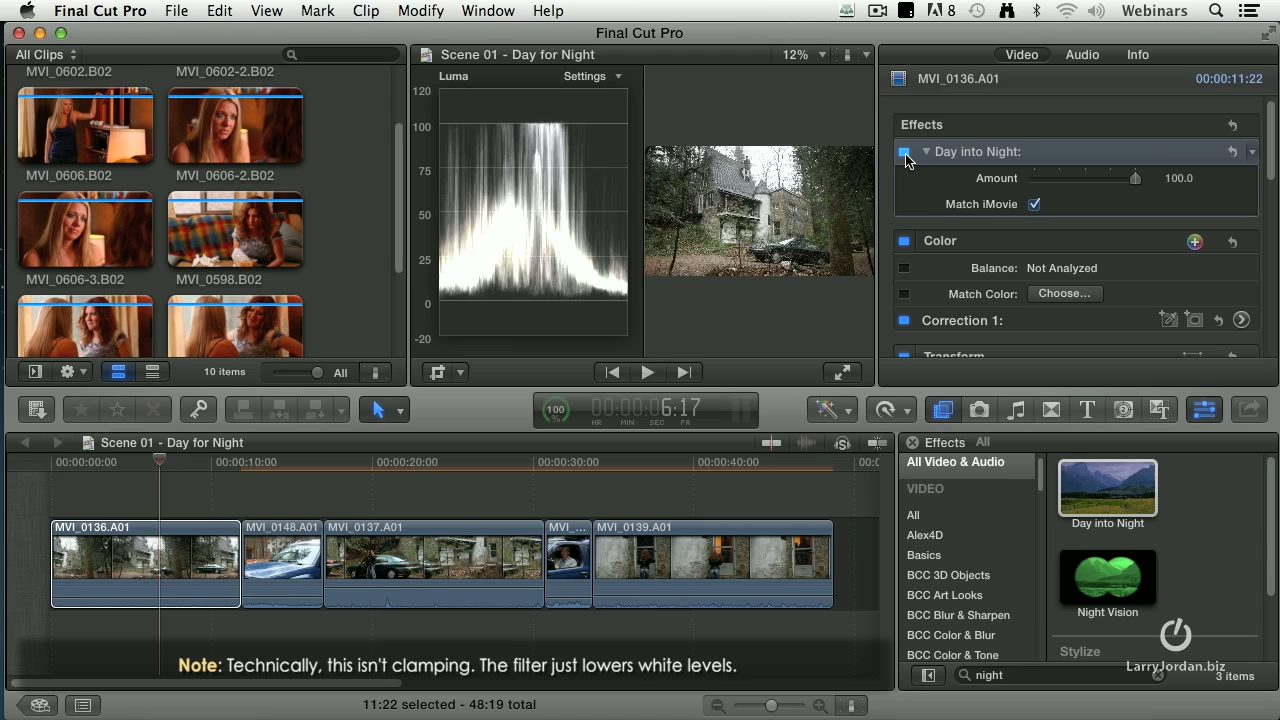 Final Cut Pro File Edit View Mark Clip Modify Window Help 8 Webinars
Final Cut Pro
All Clips
MVI_0602.B02 MVI_0602-2.B02
MVI_0606.B02 MVI_0606-2.B02
MVI_0606-3.B02 MVI_0598.B02
10 items All
Scene 01 - Day for Night 12%
Luma Settings
120
100
75
50
25
0
-20
Video Audio Info
MVI_0136.A01 00:00:11:22
Effects
Day into Night:
Amount 100.0
Match iMovie
Color
Balance: Not Analyzed
Match Color: Choose...
Correction 1:
Transform
100 % 00:00:06:17
HR MIN SEC FR
Scene 01 - Day for Night
00:00:00:00 00:00:10:00 00:00:20:00 00:00:30:00 00:00:40:00 00:0
MVI_0136.A01 MVI_0148.A01 MVI_0137.A01 MVI_... MVI_0139.A01
Note: Technically, this isn't clamping. The filter just lowers white levels.
11:22 selected - 48:19 total
Effects All
All Video & Audio
VIDEO
All
Alex4D
Basics
BCC 3D Objects
BCC Art Looks
BCC Blur & Sharpen
BCC Color & Blur
BCC Color & Tone
Day into Night
Night Vision
Stylize
LarryJordan.biz
night 3 items